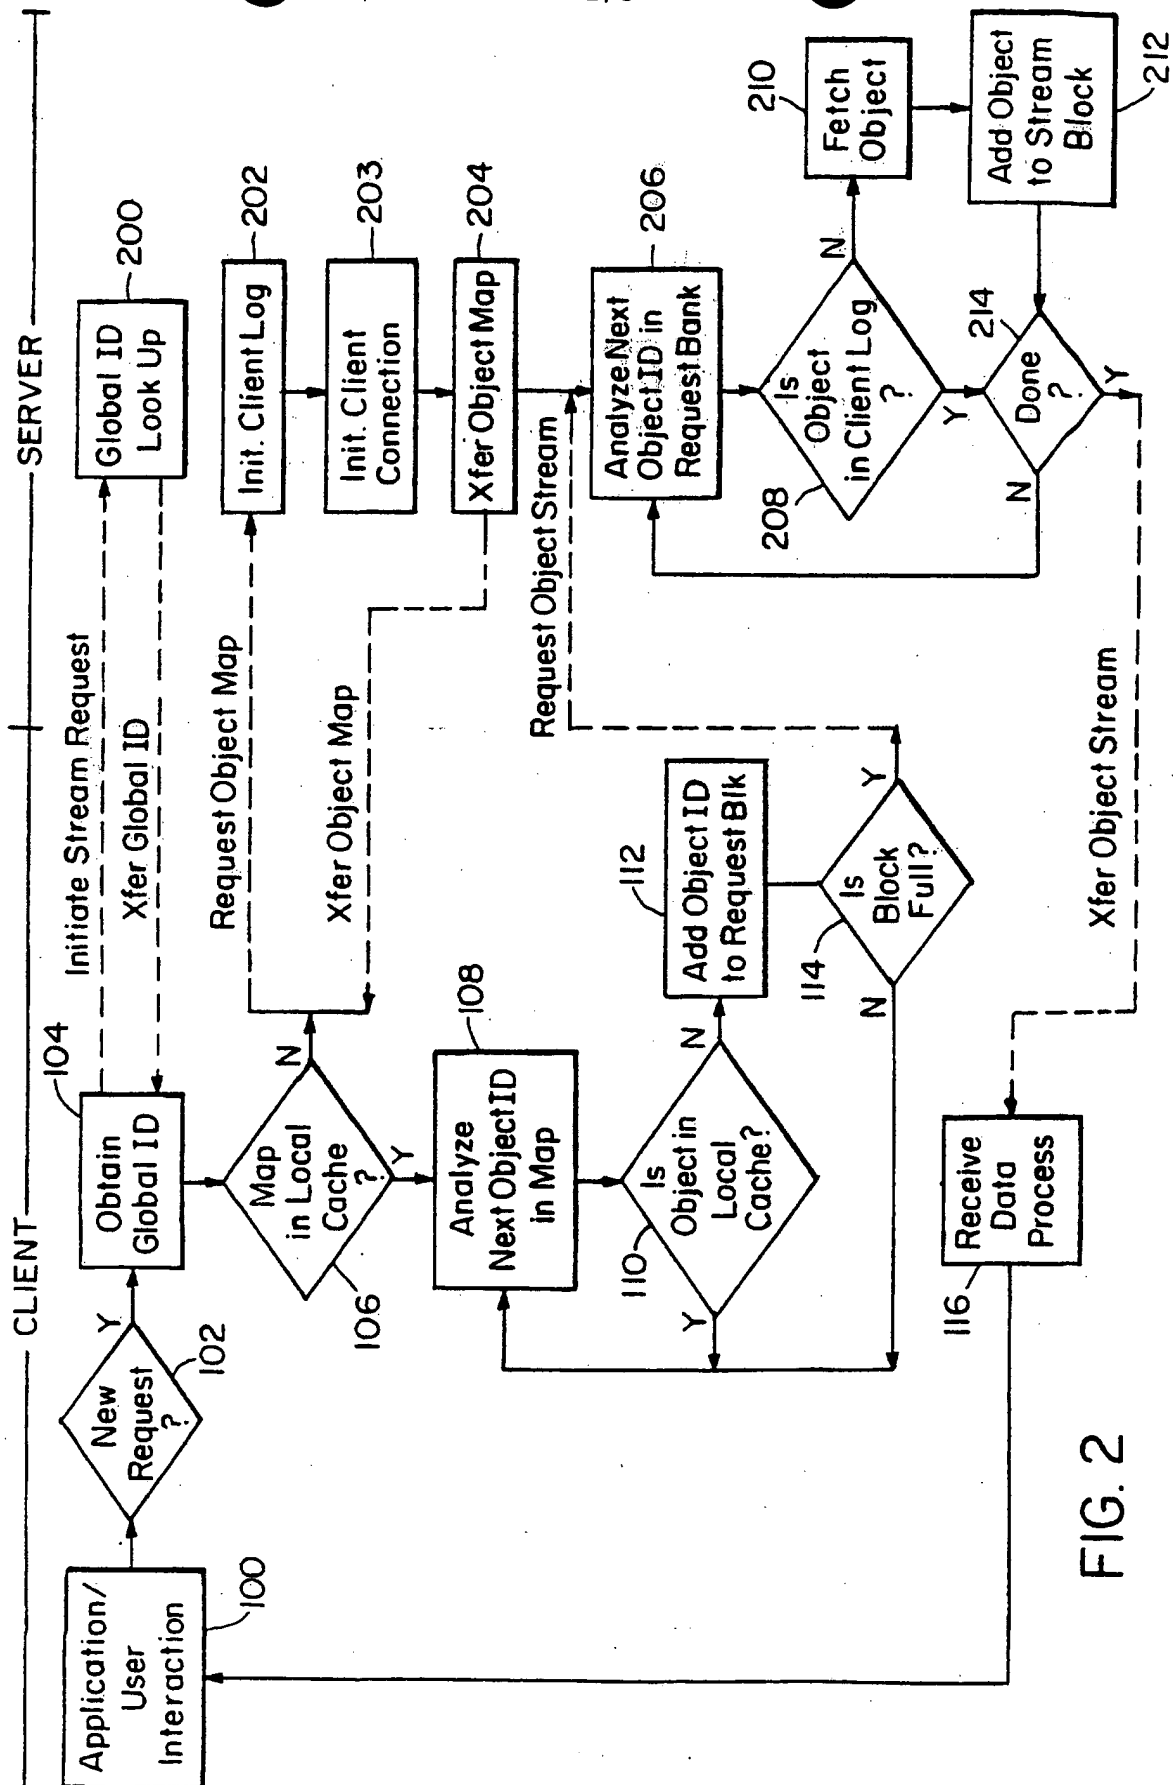 CLIENT
SERVER
Application/
User
Interaction
100
New
Request
?
102
Y
Obtain
Global ID
104
Initiate Stream Request
Xfer Global ID
Global ID
Look Up
200
Map
in Local
Cache
?
106
N
Y
Request Object Map
Xfer Object Map
Init. Client Log
202
Init. Client
Connection
203
Xfer Object Map
204
Analyze
Next Object ID
in Map
108
Is
Object in
Local
Cache?
110
Y
N
Add Object ID
to Request Blk
112
Is
Block
Full?
114
N
Y
Request Object Stream
Analyze Next
Object ID in
Request Bank
206
Is
Object
in Client Log
?
208
N
Y
Fetch
Object
210
Add Object
to Stream
Block
212
Done
?
214
N
Y
Xfer Object Stream
Receive
Data
Process
116
FIG. 2